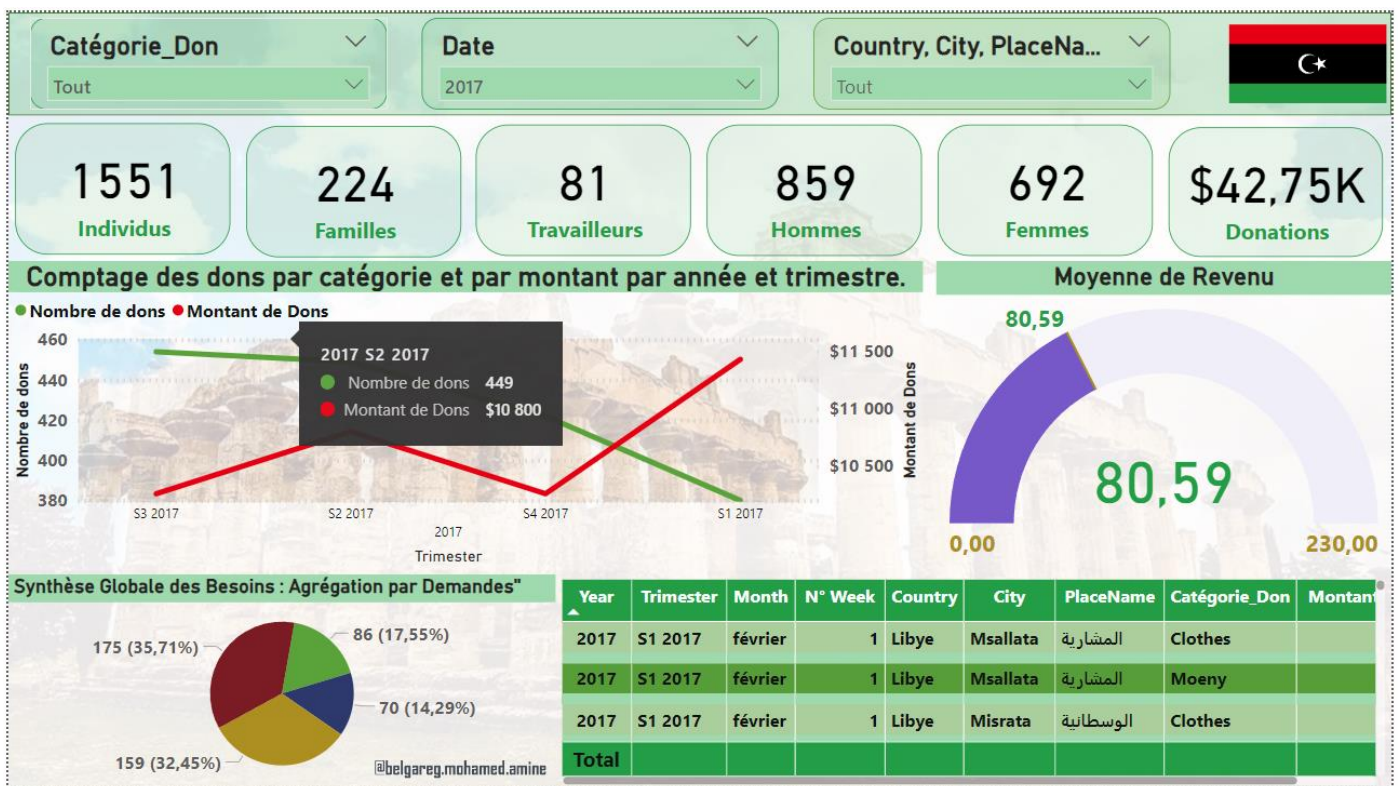 Catégorie_Don
Tout
Date
2017
Country, City, PlaceNa...
Tout
1551
Individus
224
Familles
81
Travailleurs
859
Hommes
692
Femmes
$42,75K
Donations
Comptage des dons par catégorie et par montant par année et trimestre.
Nombre de dons Montant de Dons
460
440
420
400
380
Nombre de dons
2017 S2 2017
Nombre de dons 449
Montant de Dons $10 800
$11 500
$11 000
$10 500
Montant de Dons
S3 2017 S2 2017 S4 2017 S1 2017
2017
Trimester
Moyenne de Revenu
80,59
80,59
0,00
230,00
Synthèse Globale des Besoins : Agrégation par Demandes"
175 (35,71%)
86 (17,55%)
70 (14,29%)
159 (32,45%)
@belgareg.mohamed.amine
Year Trimester Month N° Week Country City PlaceName Catégorie_Don Montant
2017 S1 2017 février 1 Libye Msallata المشارية Clothes
2017 S1 2017 février 1 Libye Msallata المشارية Moeny
2017 S1 2017 février 1 Libye Misrata الوسطانية Clothes
Total